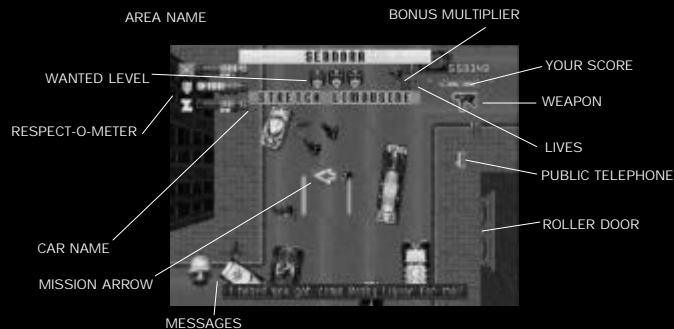 AREA NAME
BONUS MULTIPLIER
WANTED LEVEL
YOUR SCORE
WEAPON
RESPECT-O-METER
STRETCH LIMOUSINE
LIVES
PUBLIC TELEPHONE
ROLLER DOOR
CAR NAME
MISSION ARROW
MESSAGES